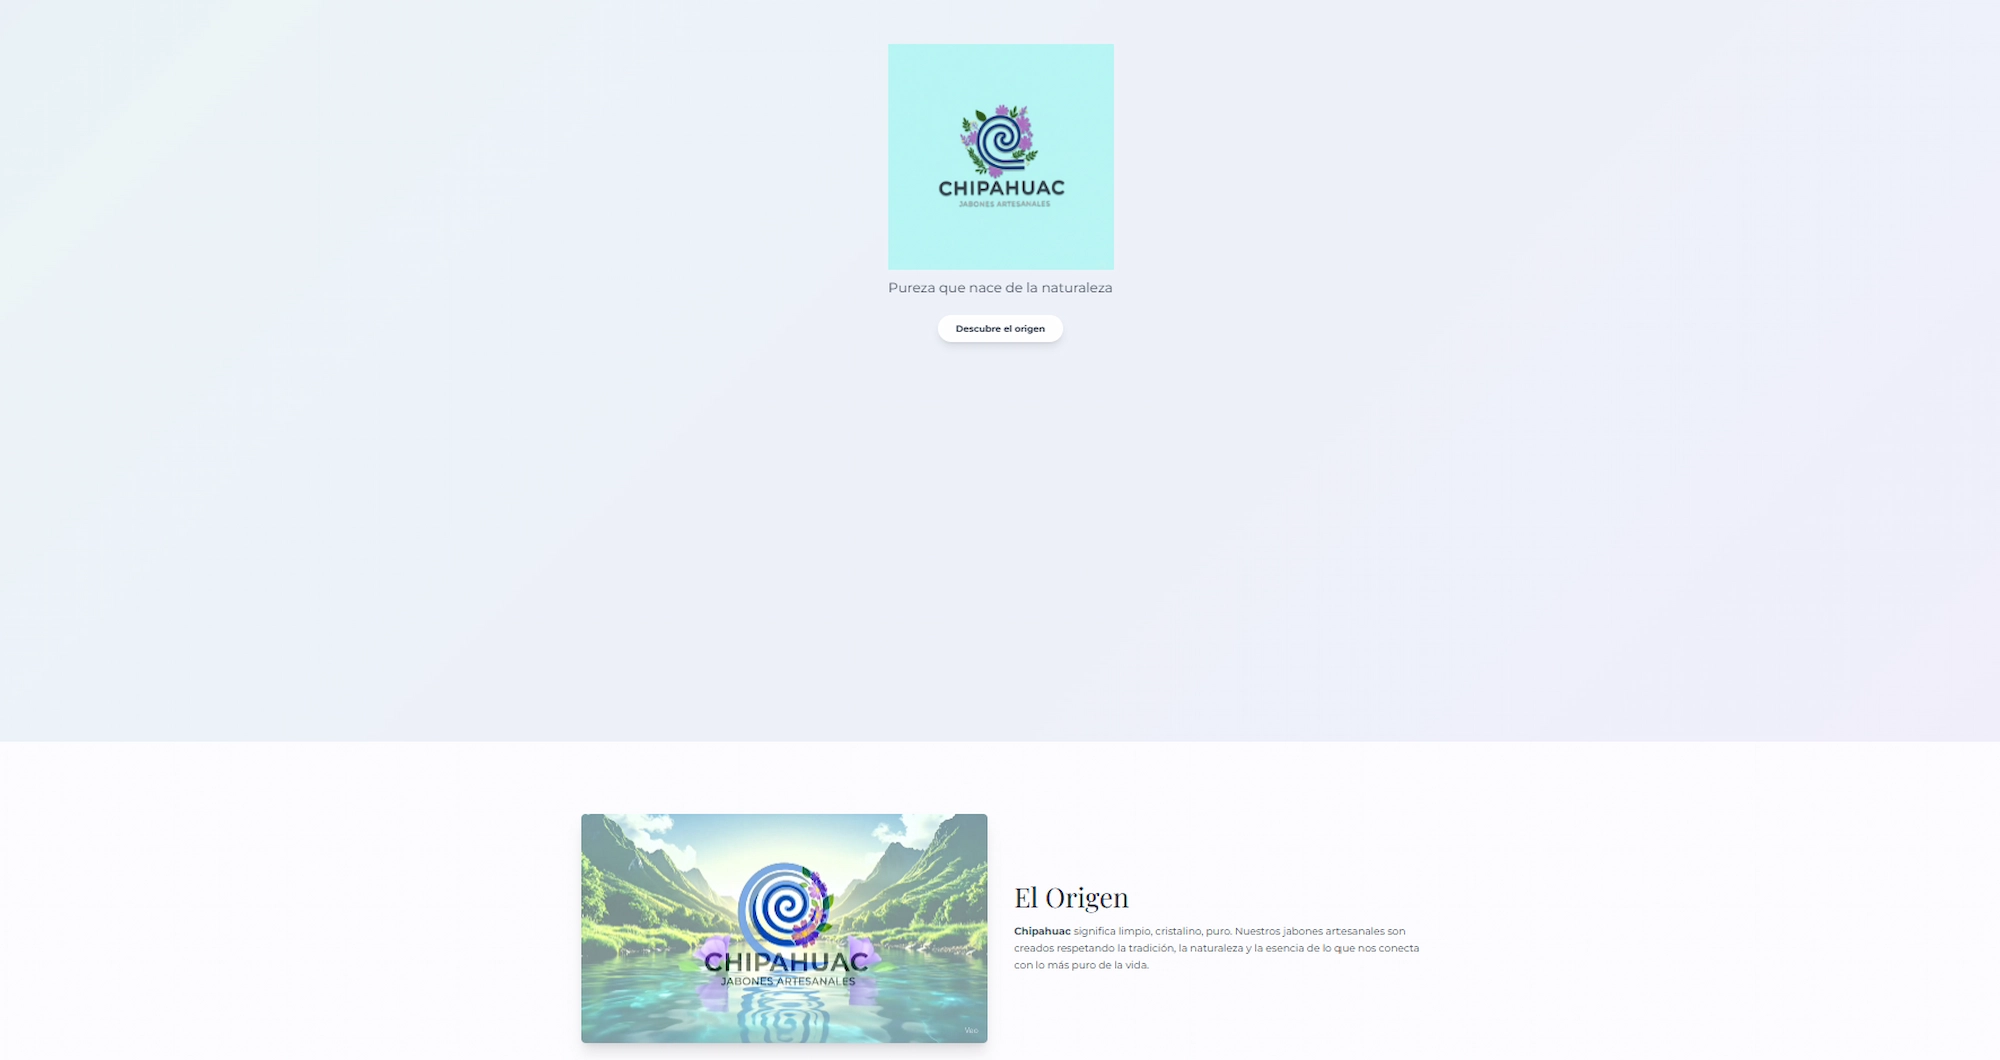 CHIPAHUAC
JABONES ARTESANALES
Pureza que nace de la naturaleza
Descubre el origen
CHIPAHUAC
JABONES ARTESANALES
Veo
El Origen
Chipahuac significa limpio, cristalino, puro. Nuestros jabones artesanales son
creados respetando la tradición, la naturaleza y la esencia de lo que nos conecta
con lo más puro de la vida.